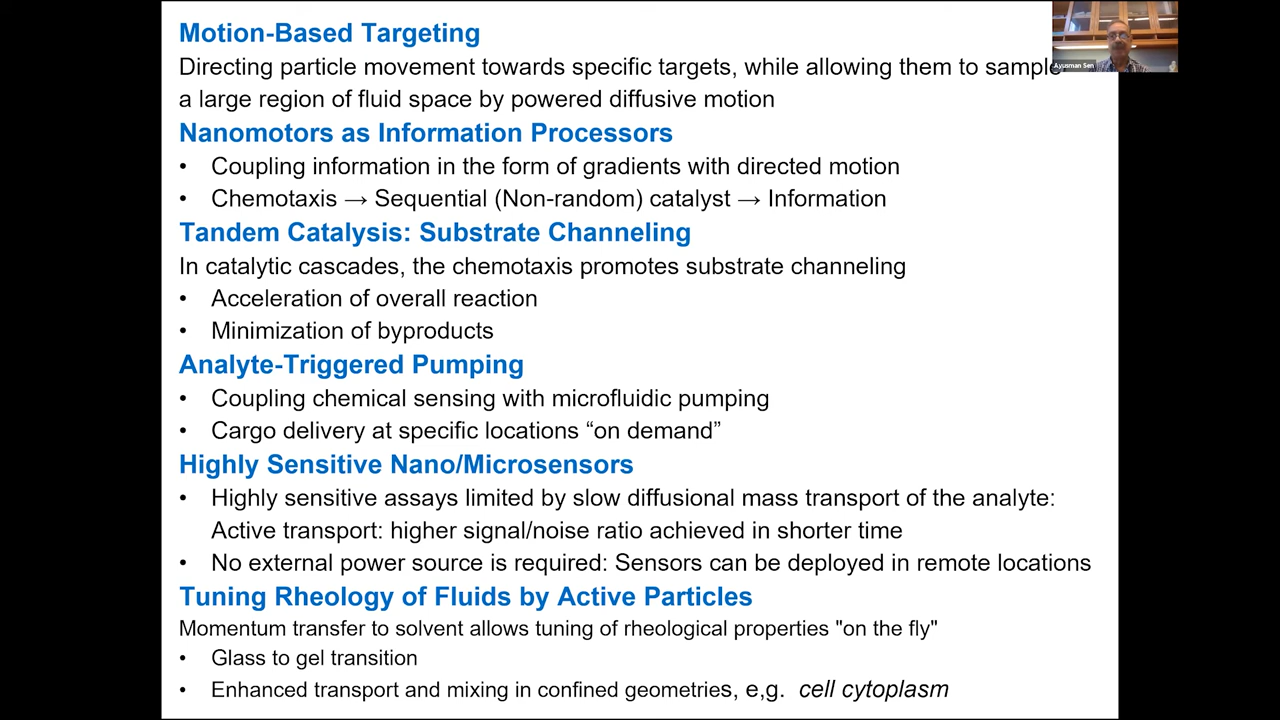 Motion-Based Targeting
Directing particle movement towards specific targets, while allowing them to sample
a large region of fluid space by powered diffusive motion
Nanomotors as Information Processors
• Coupling information in the form of gradients with directed motion
• Chemotaxis → Sequential (Non-random) catalyst → Information
Tandem Catalysis: Substrate Channeling
In catalytic cascades, the chemotaxis promotes substrate channeling
• Acceleration of overall reaction
• Minimization of byproducts
Analyte-Triggered Pumping
• Coupling chemical sensing with microfluidic pumping
• Cargo delivery at specific locations “on demand”
Highly Sensitive Nano/Microsensors
• Highly sensitive assays limited by slow diffusional mass transport of the analyte:
Active transport: higher signal/noise ratio achieved in shorter time
• No external power source is required: Sensors can be deployed in remote locations
Tuning Rheology of Fluids by Active Particles
Momentum transfer to solvent allows tuning of rheological properties "on the fly"
• Glass to gel transition
• Enhanced transport and mixing in confined geometries, e,g. cell cytoplasm
Ayusman Sen